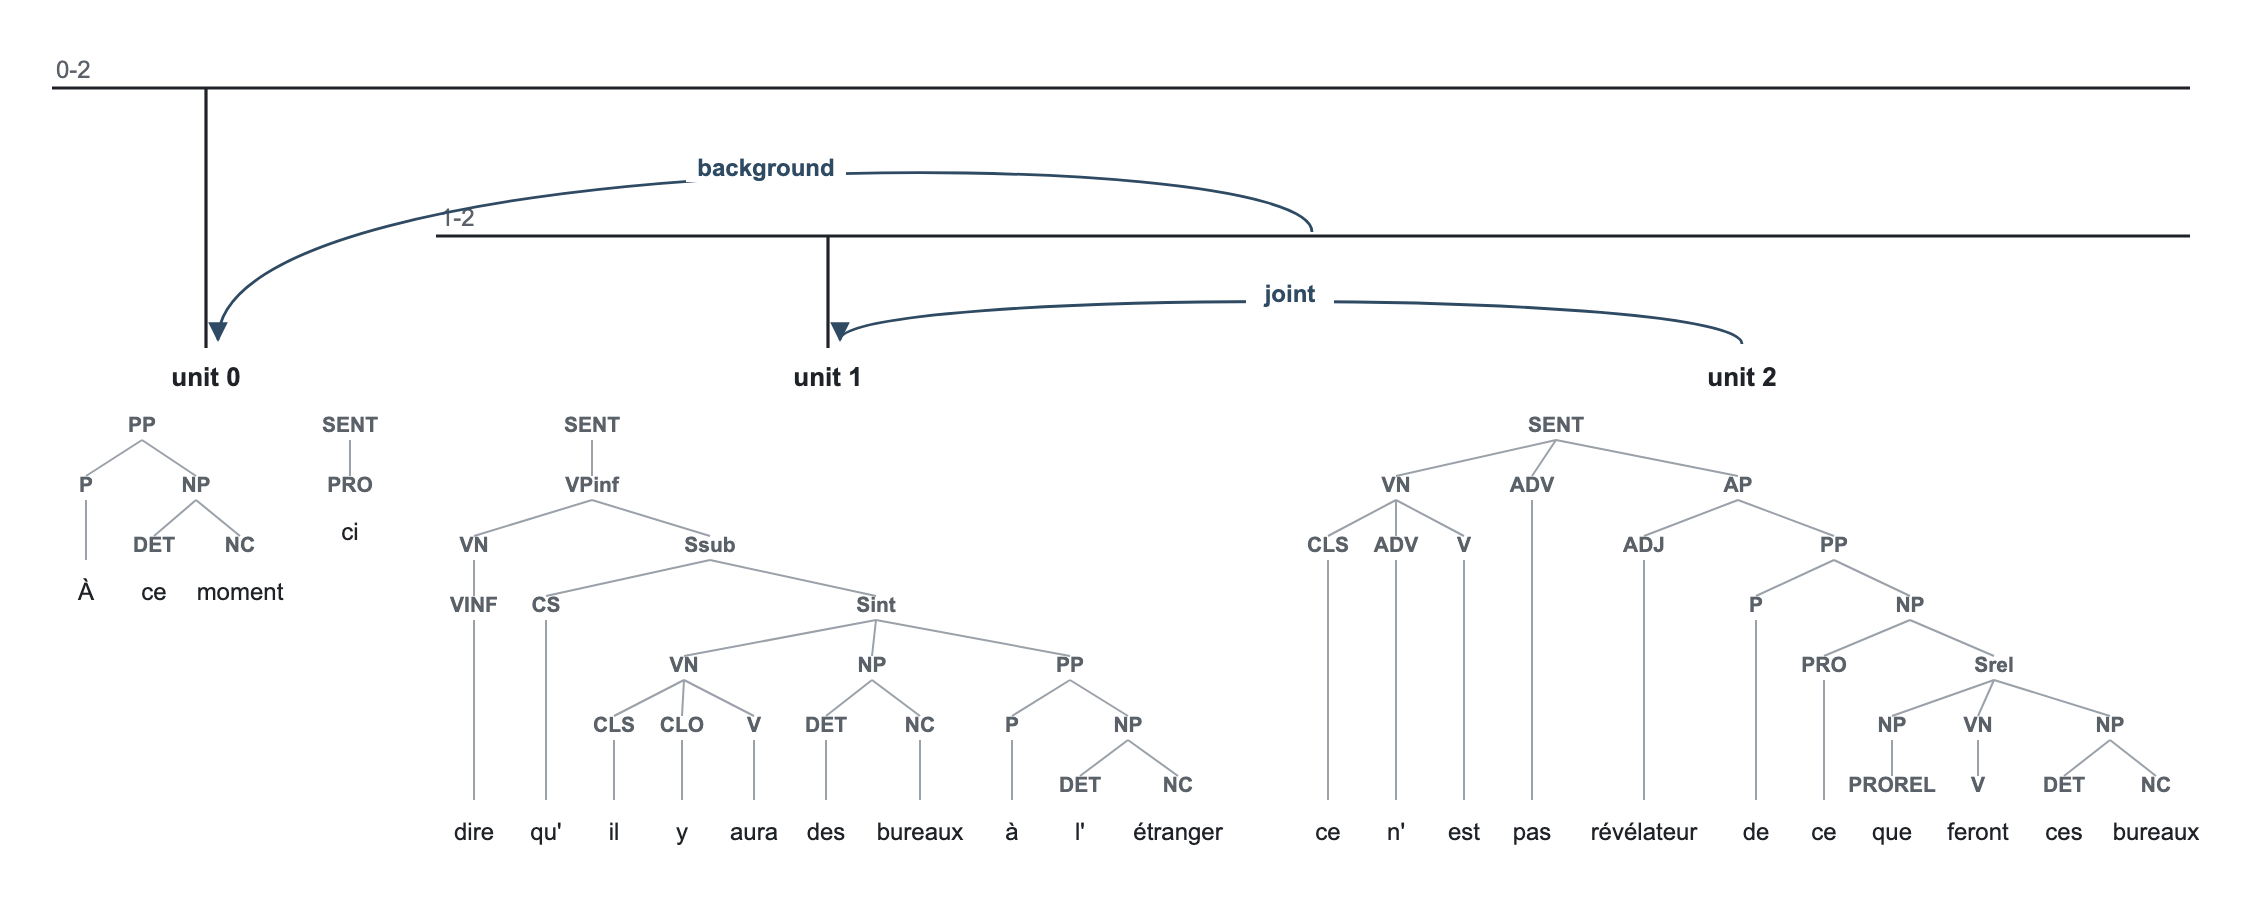 0-2
background
1-2
joint
unit 0 unit 1 unit 2
PP SENT SENT SENT
P NP PRO VPinf VN ADV AP
ci
DET NC VN Ssub CLS ADV V ADJ PP
À ce moment
VINF CS Sint P NP
VN NP PP PRO Srel
CLS CLO V DET NC P NP NP VN NP
DET NC PROREL V DET NC
dire qu' il y aura des bureaux à l' étranger ce n' est pas révélateur de ce que feront ces bureaux